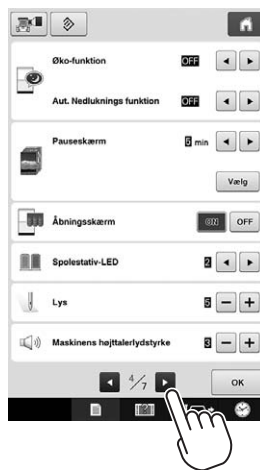 Øko-funktion OFF
Aut. Nedluknings funktion OFF
Pauseskærm 5 min
Vælg
Åbningsskærm ON OFF
Spolestativ-LED 2
Lys 5
Maskinens højttalerlydstyrke 3
4/7 OK